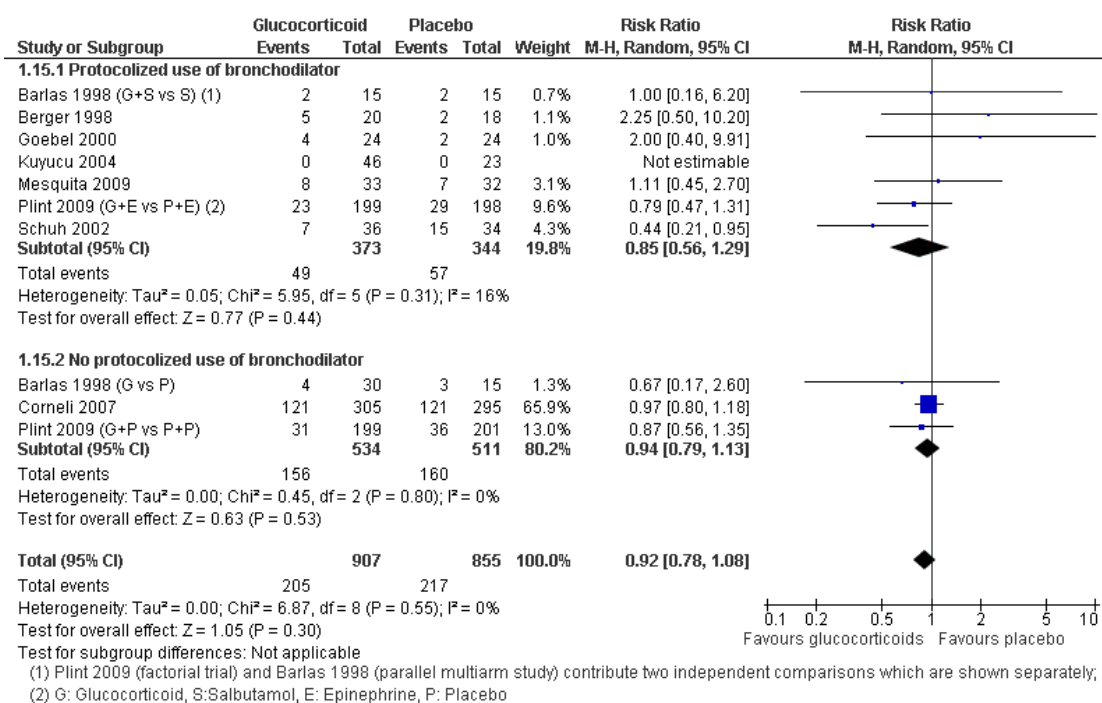 Glucocorticoid Placebo Risk Ratio Risk Ratio
Study or Subgroup Events Total Events Total Weight M-H, Random, 95% CI M-H, Random, 95% CI
1.15.1 Protocolized use of bronchodilator
Barlas 1998 (G+S vs S) (1) 2 15 2 15 0.7% 1.00 [0.16, 6.20]
Berger 1998 5 20 2 18 1.1% 2.25 [0.50, 10.20]
Goebel 2000 4 24 2 24 1.0% 2.00 [0.40, 9.91]
Kuyucu 2004 0 46 0 23 Not estimable
Mesquita 2009 8 33 7 32 3.1% 1.11 [0.45, 2.70]
Plint 2009 (G+E vs P+E) (2) 23 199 29 198 9.6% 0.79 [0.47, 1.31]
Schuh 2002 7 36 15 34 4.3% 0.44 [0.21, 0.95]
Subtotal (95% CI) 373 344 19.8% 0.85 [0.56, 1.29]
Total events 49 57
Heterogeneity: Tau² = 0.05; Chi² = 5.95, df = 5 (P = 0.31); I² = 16%
Test for overall effect: Z = 0.77 (P = 0.44)
1.15.2 No protocolized use of bronchodilator
Barlas 1998 (G vs P) 4 30 3 15 1.3% 0.67 [0.17, 2.60]
Corneli 2007 121 305 121 295 65.9% 0.97 [0.80, 1.18]
Plint 2009 (G+P vs P+P) 31 199 36 201 13.0% 0.87 [0.56, 1.35]
Subtotal (95% CI) 534 511 80.2% 0.94 [0.79, 1.13]
Total events 156 160
Heterogeneity: Tau² = 0.00; Chi² = 0.45, df = 2 (P = 0.80); I² = 0%
Test for overall effect: Z = 0.63 (P = 0.53)
Total (95% CI) 907 855 100.0% 0.92 [0.78, 1.08]
Total events 205 217
Heterogeneity: Tau² = 0.00; Chi² = 6.87, df = 8 (P = 0.55); I² = 0%
Test for overall effect: Z = 1.05 (P = 0.30)
Test for subgroup differences: Not applicable
0.1 0.2 0.5 1 2 5 10
Favours glucocorticoids Favours placebo
(1) Plint 2009 (factorial trial) and Barlas 1998 (parallel multiarm study) contribute two independent comparisons which are shown separately;
(2) G: Glucocorticoid, S:Salbutamol, E: Epinephrine, P: Placebo